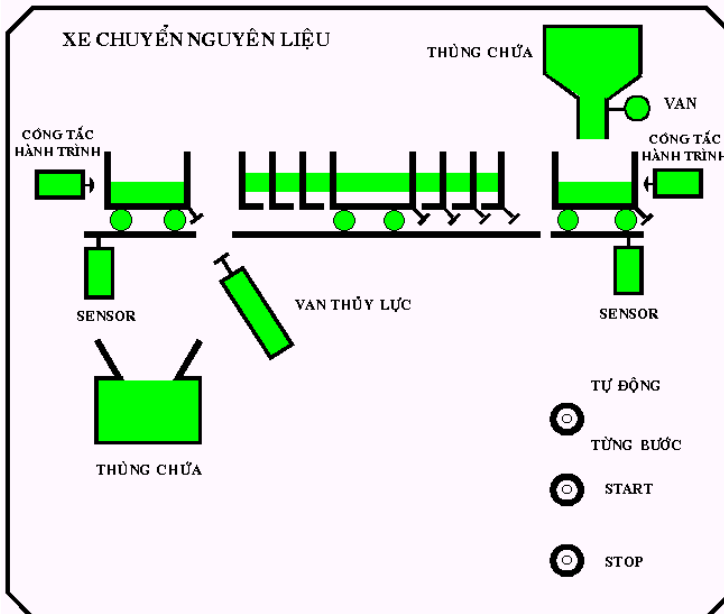 XE CHUYỂN NGUYÊN LIỆU
THÙNG CHỨA
VAN
CÔNG TẮC
HÀNH TRÌNH
CÔNG TẮC
HÀNH TRÌNH
SENSOR
VAN THỦY LỰC
SENSOR
THÙNG CHỨA
TỰ ĐỘNG
TỪNG BƯỚC
START
STOP